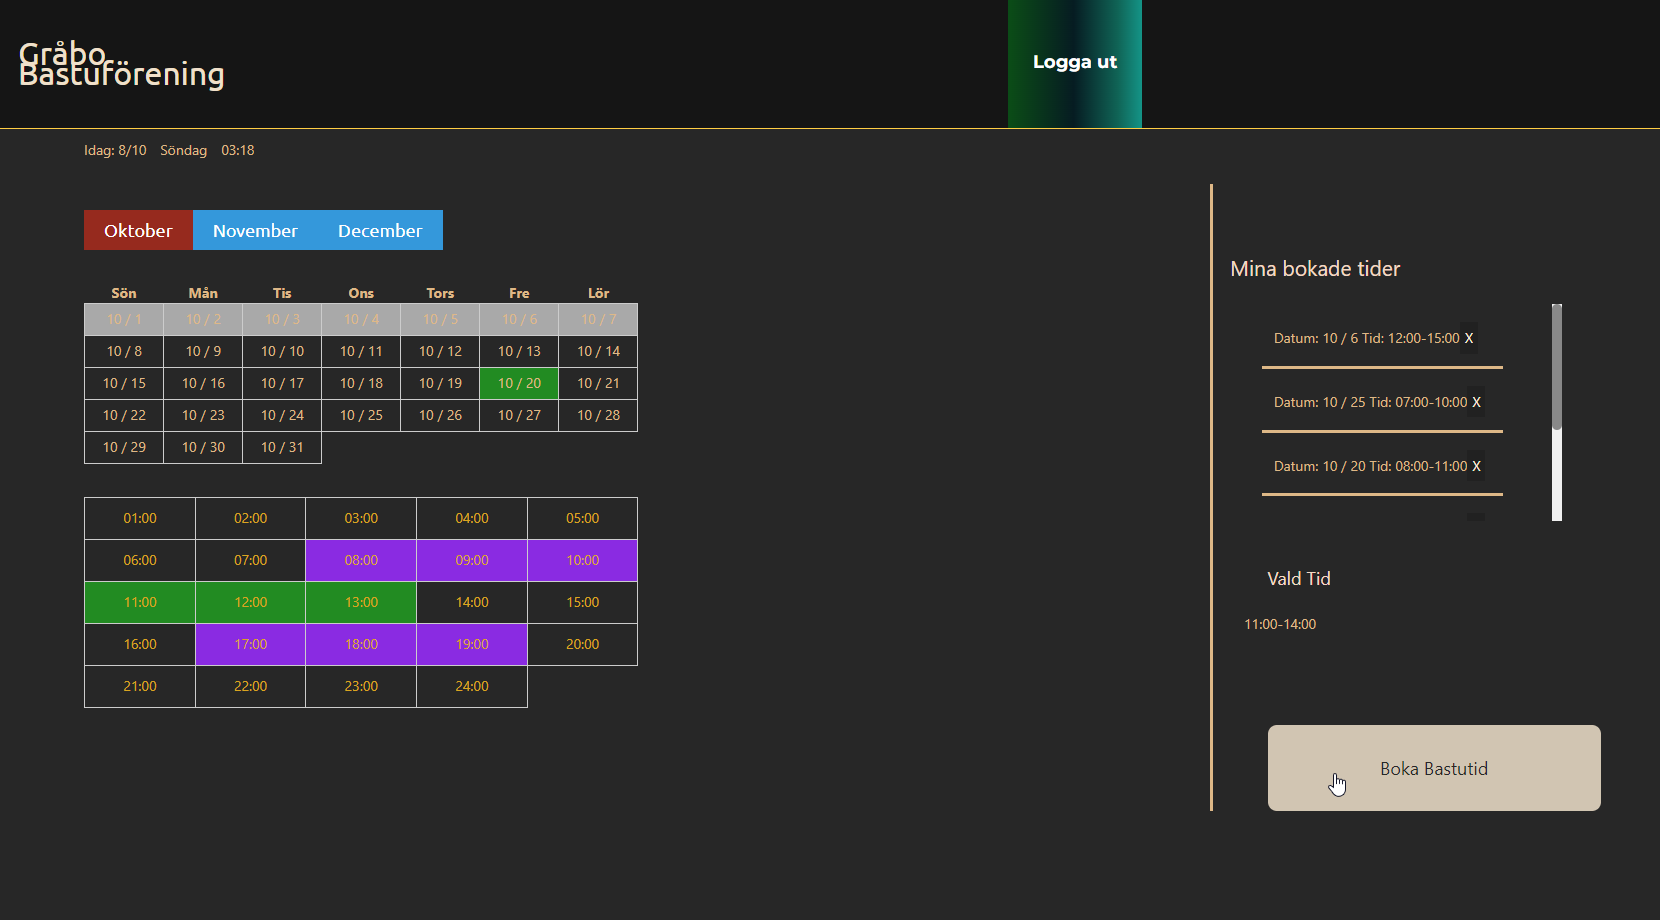 Gråbo
Bastuförening
Logga ut
Idag: 8/10 Söndag 03:18
Oktober November December
Sön Mån Tis Ons Tors Fre Lör
10 / 1 10 / 2 10 / 3 10 / 4 10 / 5 10 / 6 10 / 7
10 / 8 10 / 9 10 / 10 10 / 11 10 / 12 10 / 13 10 / 14
10 / 15 10 / 16 10 / 17 10 / 18 10 / 19 10 / 20 10 / 21
10 / 22 10 / 23 10 / 24 10 / 25 10 / 26 10 / 27 10 / 28
10 / 29 10 / 30 10 / 31
01:00 02:00 03:00 04:00 05:00
06:00 07:00 08:00 09:00 10:00
11:00 12:00 13:00 14:00 15:00
16:00 17:00 18:00 19:00 20:00
21:00 22:00 23:00 24:00
Mina bokade tider
Datum: 10 / 6 Tid: 12:00-15:00 X
Datum: 10 / 25 Tid: 07:00-10:00 X
Datum: 10 / 20 Tid: 08:00-11:00 X
Vald Tid
11:00-14:00
Boka Bastutid